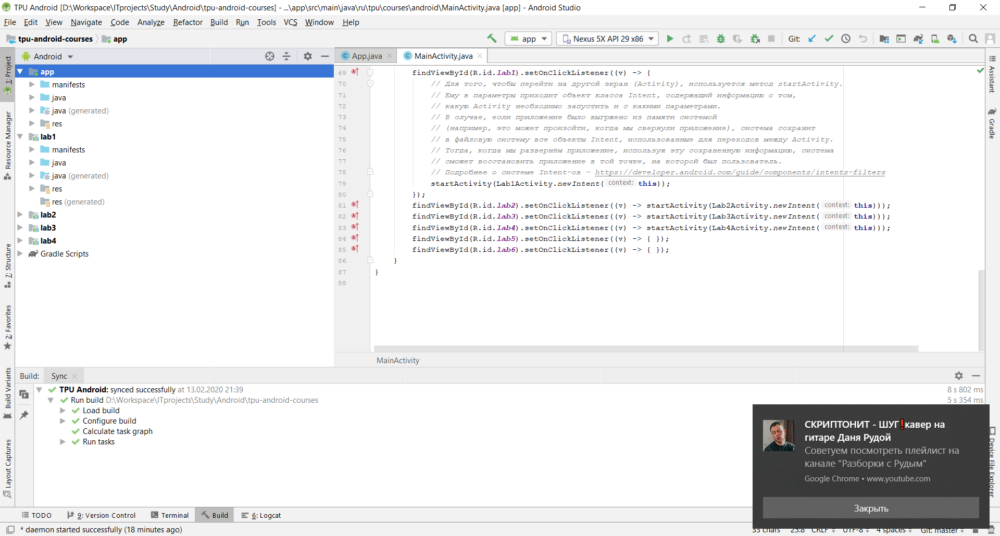 TPU Android [D:\Workspace\ITprojects\Study\Android\tpu-android-courses] - ...\app\src\main\java\ru\tpu\courses\android\MainActivity.java [app] - Android Studio
File Edit View Navigate Code Analyze Refactor Build Run Tools VCS Window Help
tpu-android-courses app
app Nexus 5X API 29 x86 Git:
Android
App.java MainActivity.java
1: Project
Resource Manager
7: Structure
2: Favorites
Build Variants
Layout Captures
app
manifests
java
java (generated)
res
lab1
manifests
java
java (generated)
res
res (generated)
lab2
lab3
lab4
Gradle Scripts
69 findViewById(R.id.lab1).setOnClickListener((v) -> {
70 // Для того, чтобы перейти на другой экран (Activity), используется метод startActivity.
71 // Ему в параметры приходит объект класса Intent, содержащий информацию о том,
72 // какую Activity необходимо запустить и с какими параметрами.
73 // В случае, если приложение было выгржено из памяти системой
74 // (например, это может произойти, когда мы свернули приложение), система сохранит
75 // в файловую систему все объекты Intent, использованные для переходов между Activity.
76 // Тогда, когда мы развернём приложение, используя эту сохраненную информацию, система
77 // сможет восстановить приложение в той точке, на которой был пользователь.
78 // Подробнее о системе Intent-ов - https://developer.android.com/guide/components/intents-filters
79 startActivity(Lab1Activity.newIntent( context: this));
80 });
81 findViewById(R.id.lab2).setOnClickListener((v) -> startActivity(Lab2Activity.newIntent( context: this)));
82 findViewById(R.id.lab3).setOnClickListener((v) -> startActivity(Lab3Activity.newIntent( context: this)));
83 findViewById(R.id.lab4).setOnClickListener((v) -> startActivity(Lab4Activity.newIntent( context: this)));
84 findViewById(R.id.lab5).setOnClickListener((v) -> { });
85 findViewById(R.id.lab6).setOnClickListener((v) -> { });
86 }
87 }
88
MainActivity
Assistant
Gradle
Device File Explorer
Build: Sync
TPU Android: synced successfully at 13.02.2020 21:39 8 s 802 ms
Run build D:\Workspace\ITprojects\Study\Android\tpu-android-courses 5 s 354 ms
Load build
Configure build
Calculate task graph
Run tasks
СКРИПТОНИТ - ШУГ❗кавер на
гитаре Даня Рудой
Советуем посмотреть плейлист на
канале "Разборки с Рудым"
Google Chrome • www.youtube.com
Закрыть
TODO 9: Version Control Terminal Build 6: Logcat
* daemon started successfully (18 minutes ago) 33 chars 25:8 CRLF UTF-8 4 spaces Git: master